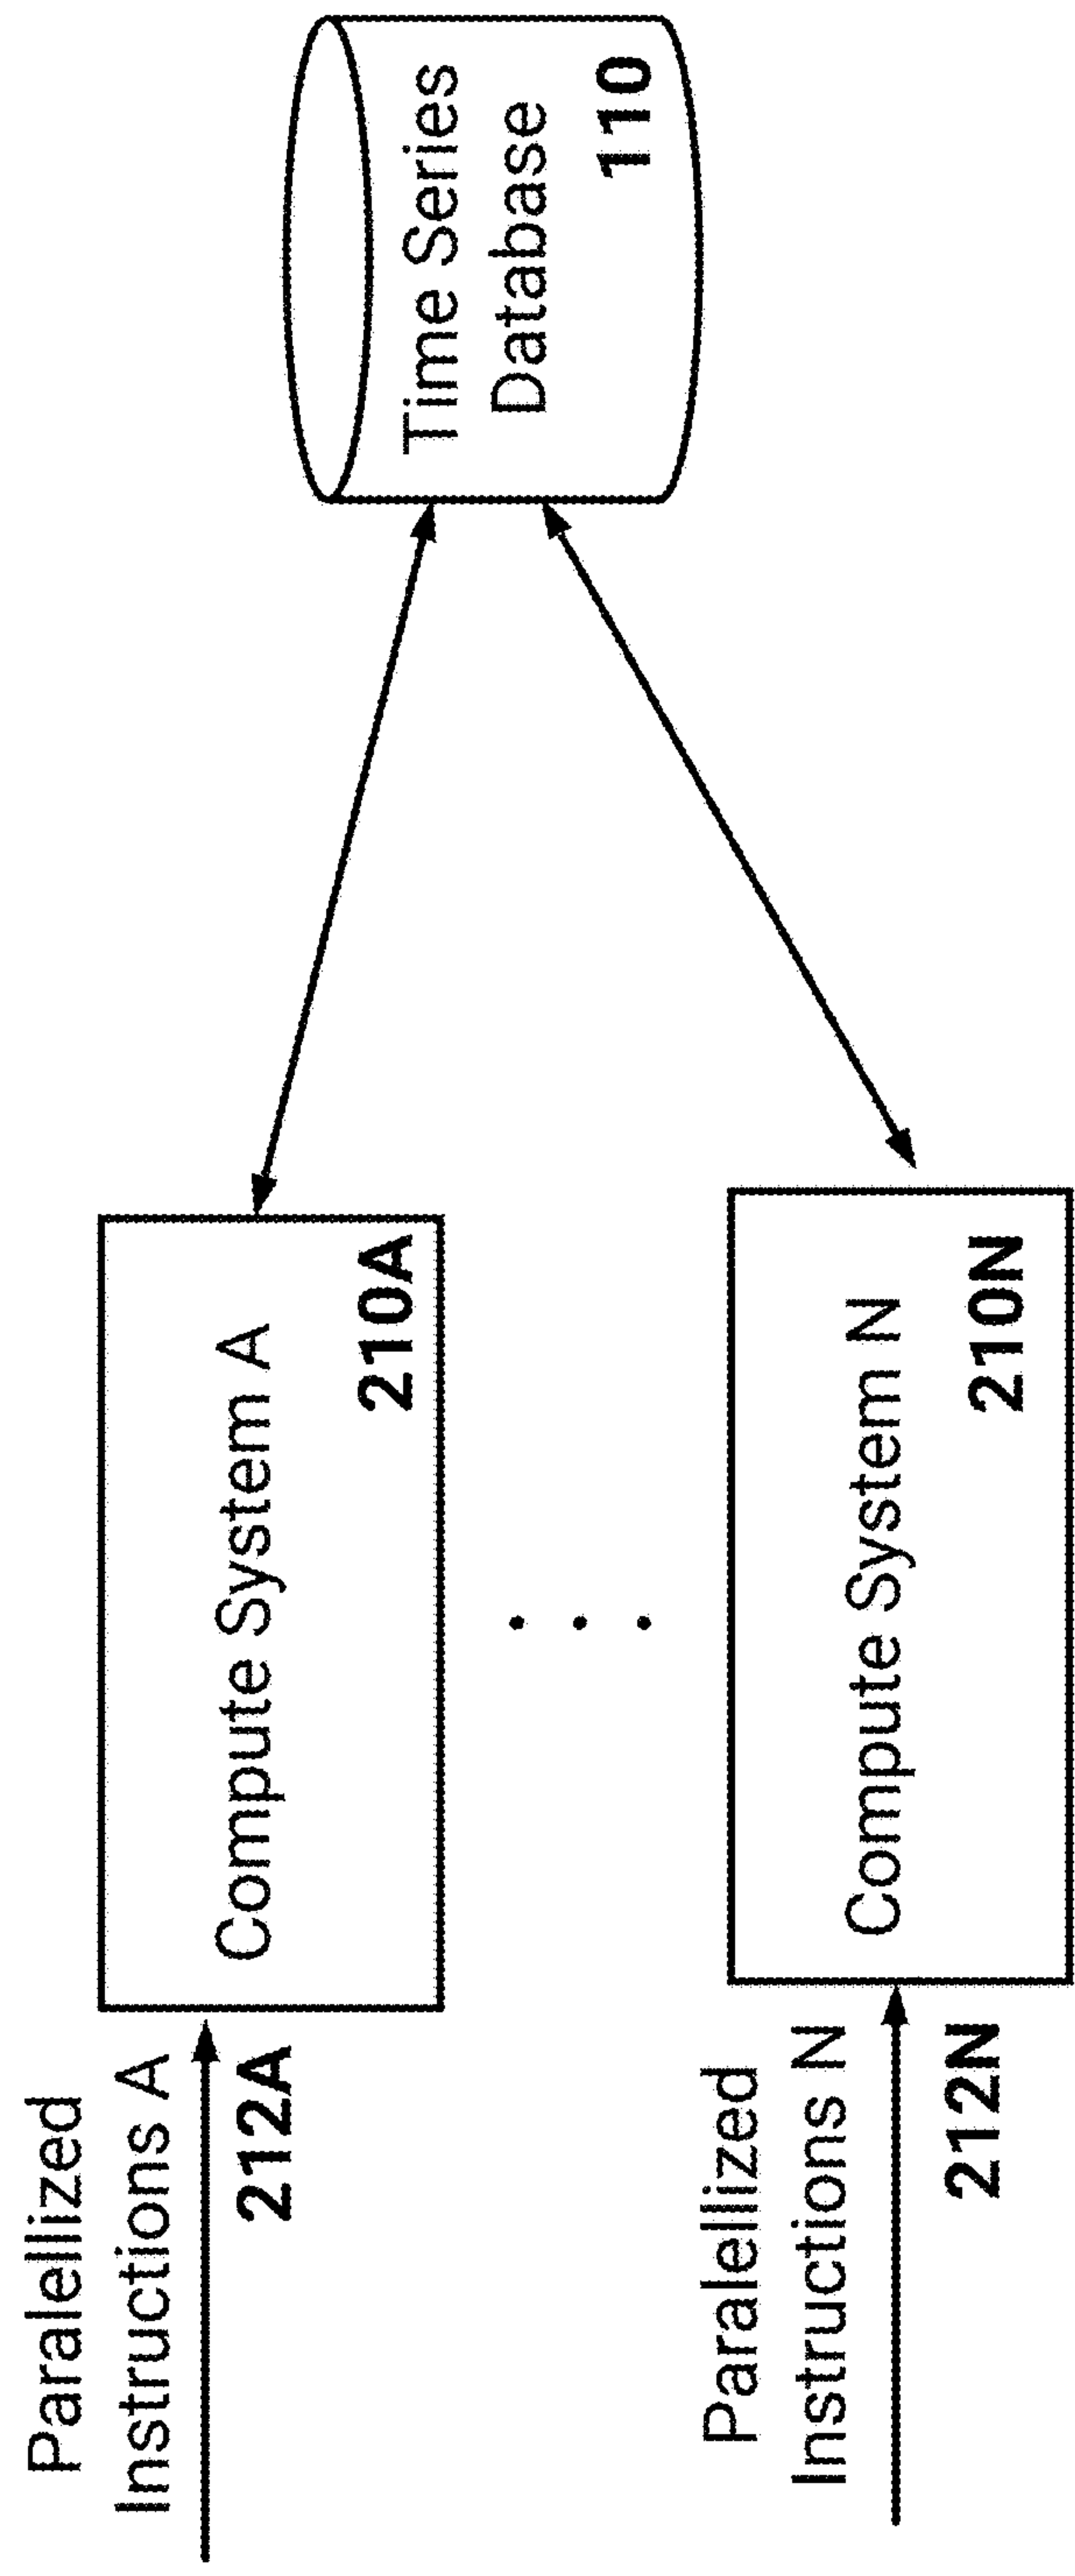 Paralellized
Instructions A
212A
Compute System A
210A
Time Series
Database
110
Paralellized
Instructions N
212N
Compute System N
210N